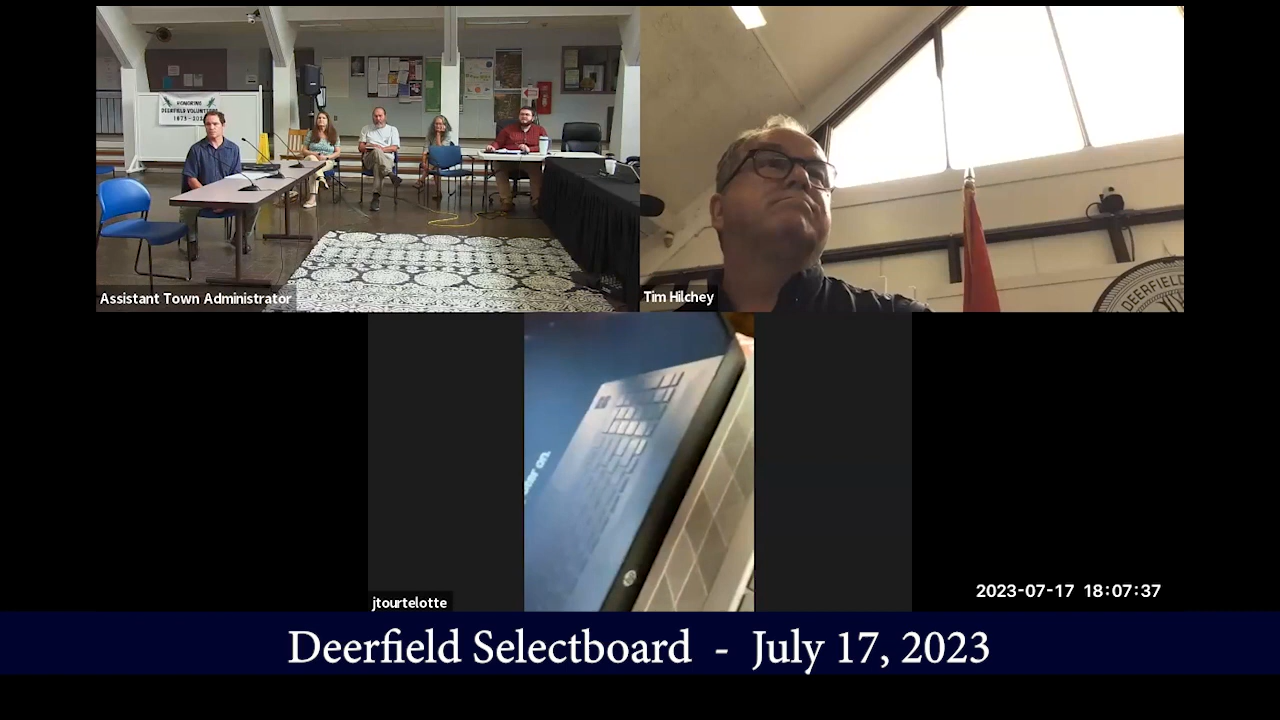 HONORING
DEERFIELD VOLUNTEERS
Assistant Town Administrator
Tim Hilchey
DEERFIELD
jtourtelotte
2023-07-17 18:07:37
Deerfield Selectboard - July 17, 2023